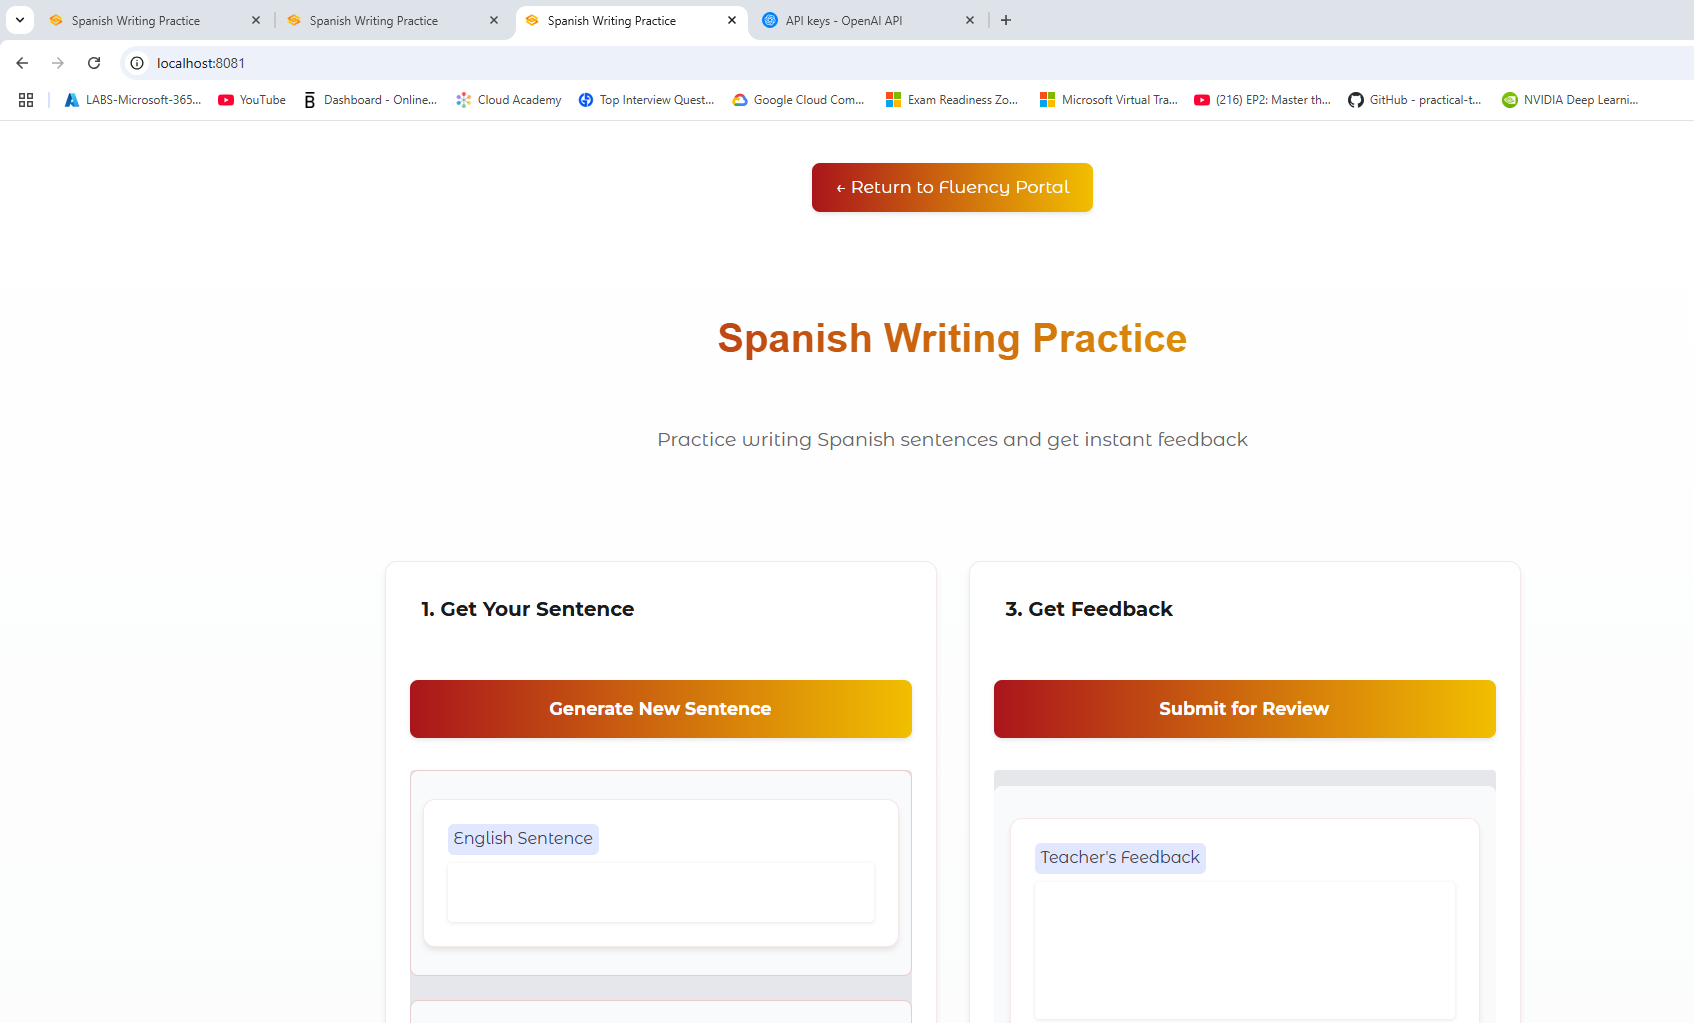 Spanish Writing Practice
Spanish Writing Practice
Spanish Writing Practice
API keys - OpenAI API
localhost:8081
LABS-Microsoft-365...
YouTube
Dashboard - Online...
Cloud Academy
Top Interview Quest...
Google Cloud Com...
Exam Readiness Zo...
Microsoft Virtual Tra...
(216) EP2: Master th...
GitHub - practical-t...
NVIDIA Deep Learni...
← Return to Fluency Portal
Spanish Writing Practice
Practice writing Spanish sentences and get instant feedback
1. Get Your Sentence
Generate New Sentence
English Sentence
3. Get Feedback
Submit for Review
Teacher's Feedback